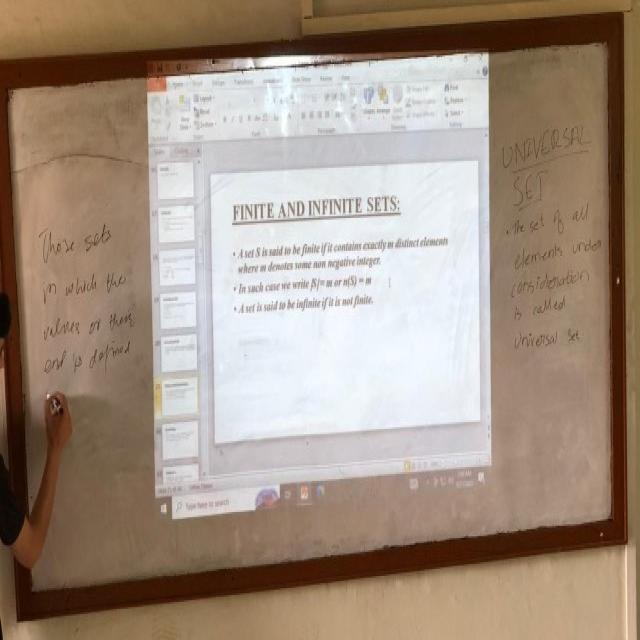 Those sets
in which the
values or there
end is defined
FINITE AND INFINITE SETS:
• A set S is said to be finite if it contains exactly m distinct elements
where m denotes some non negative integer.
• In such case we write |S|= m or n(S) = m
• A set is said to be infinite if it is not finite.
Type here to search
UNIVERSAL
SET
• The set of all
elements under
consideration
is called
universal set